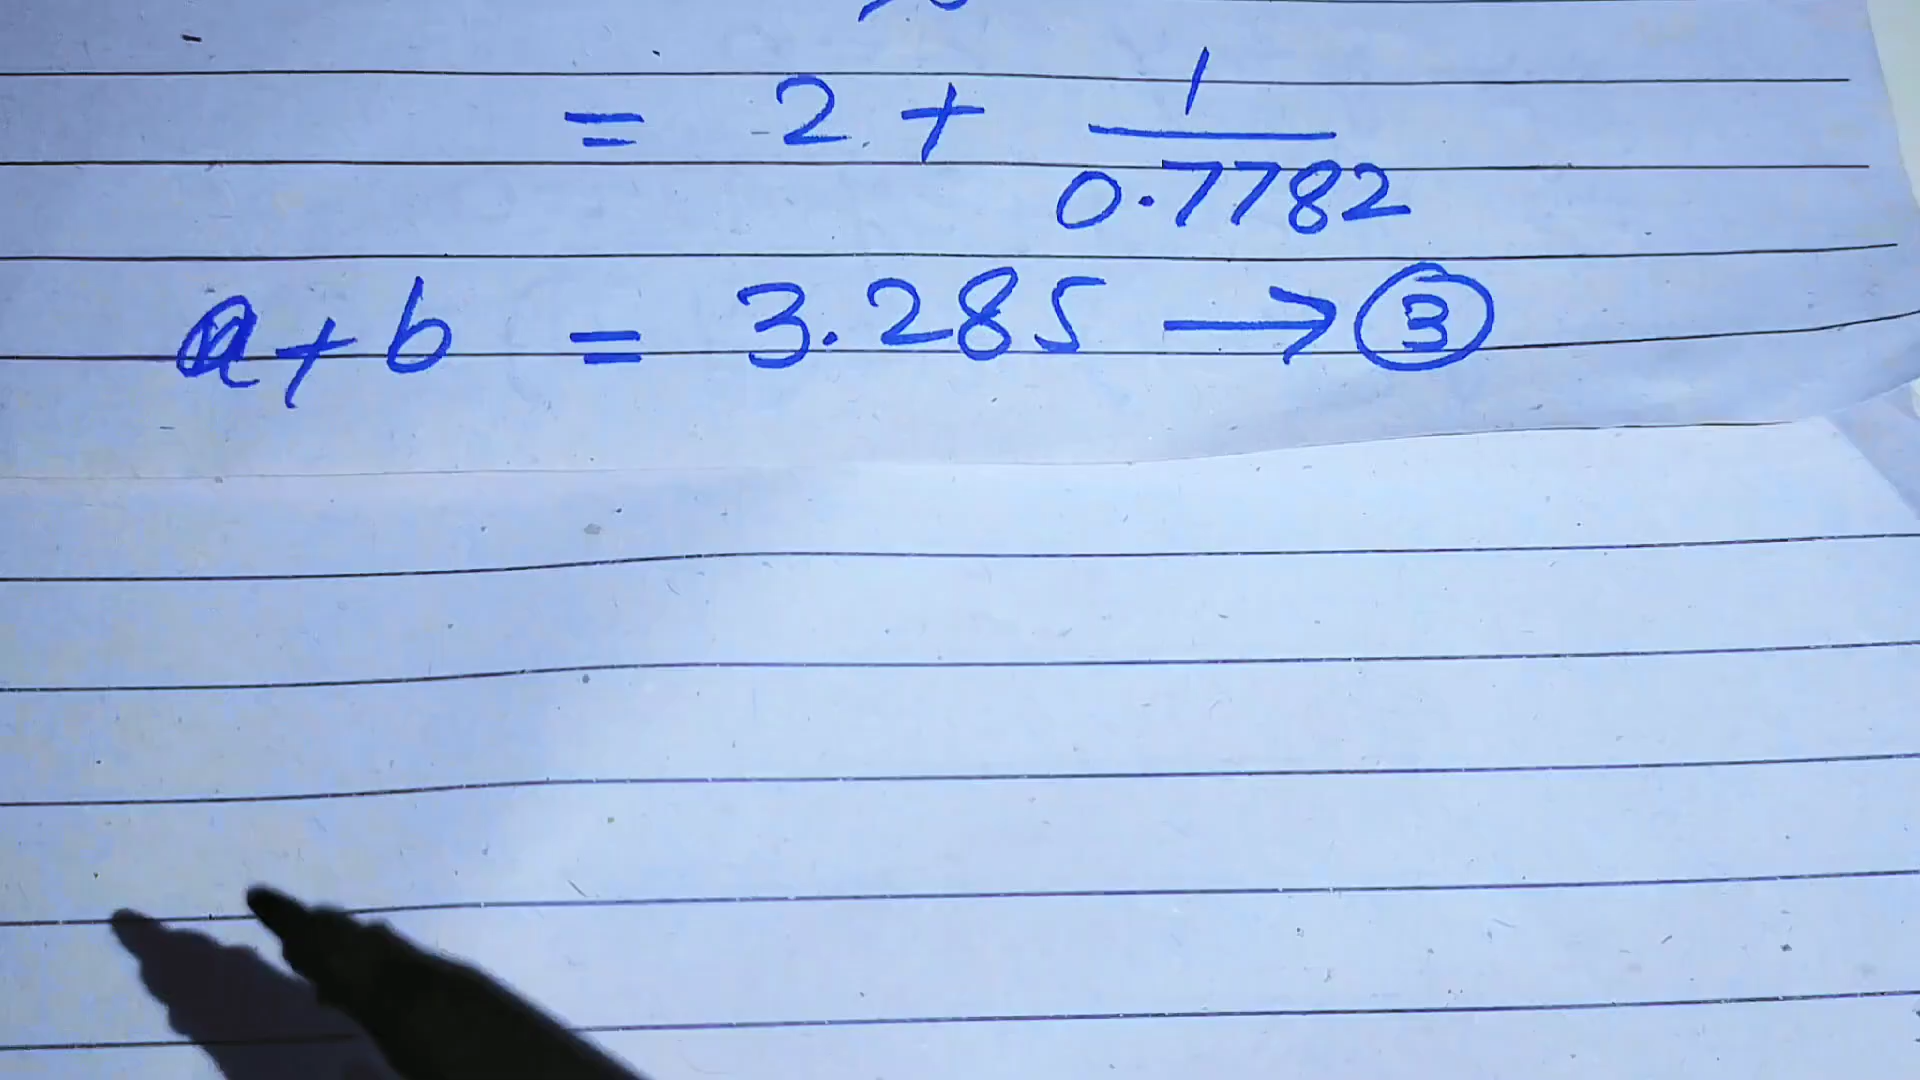 = 2 + 1/0.7782
a+b = 3.285 → ③